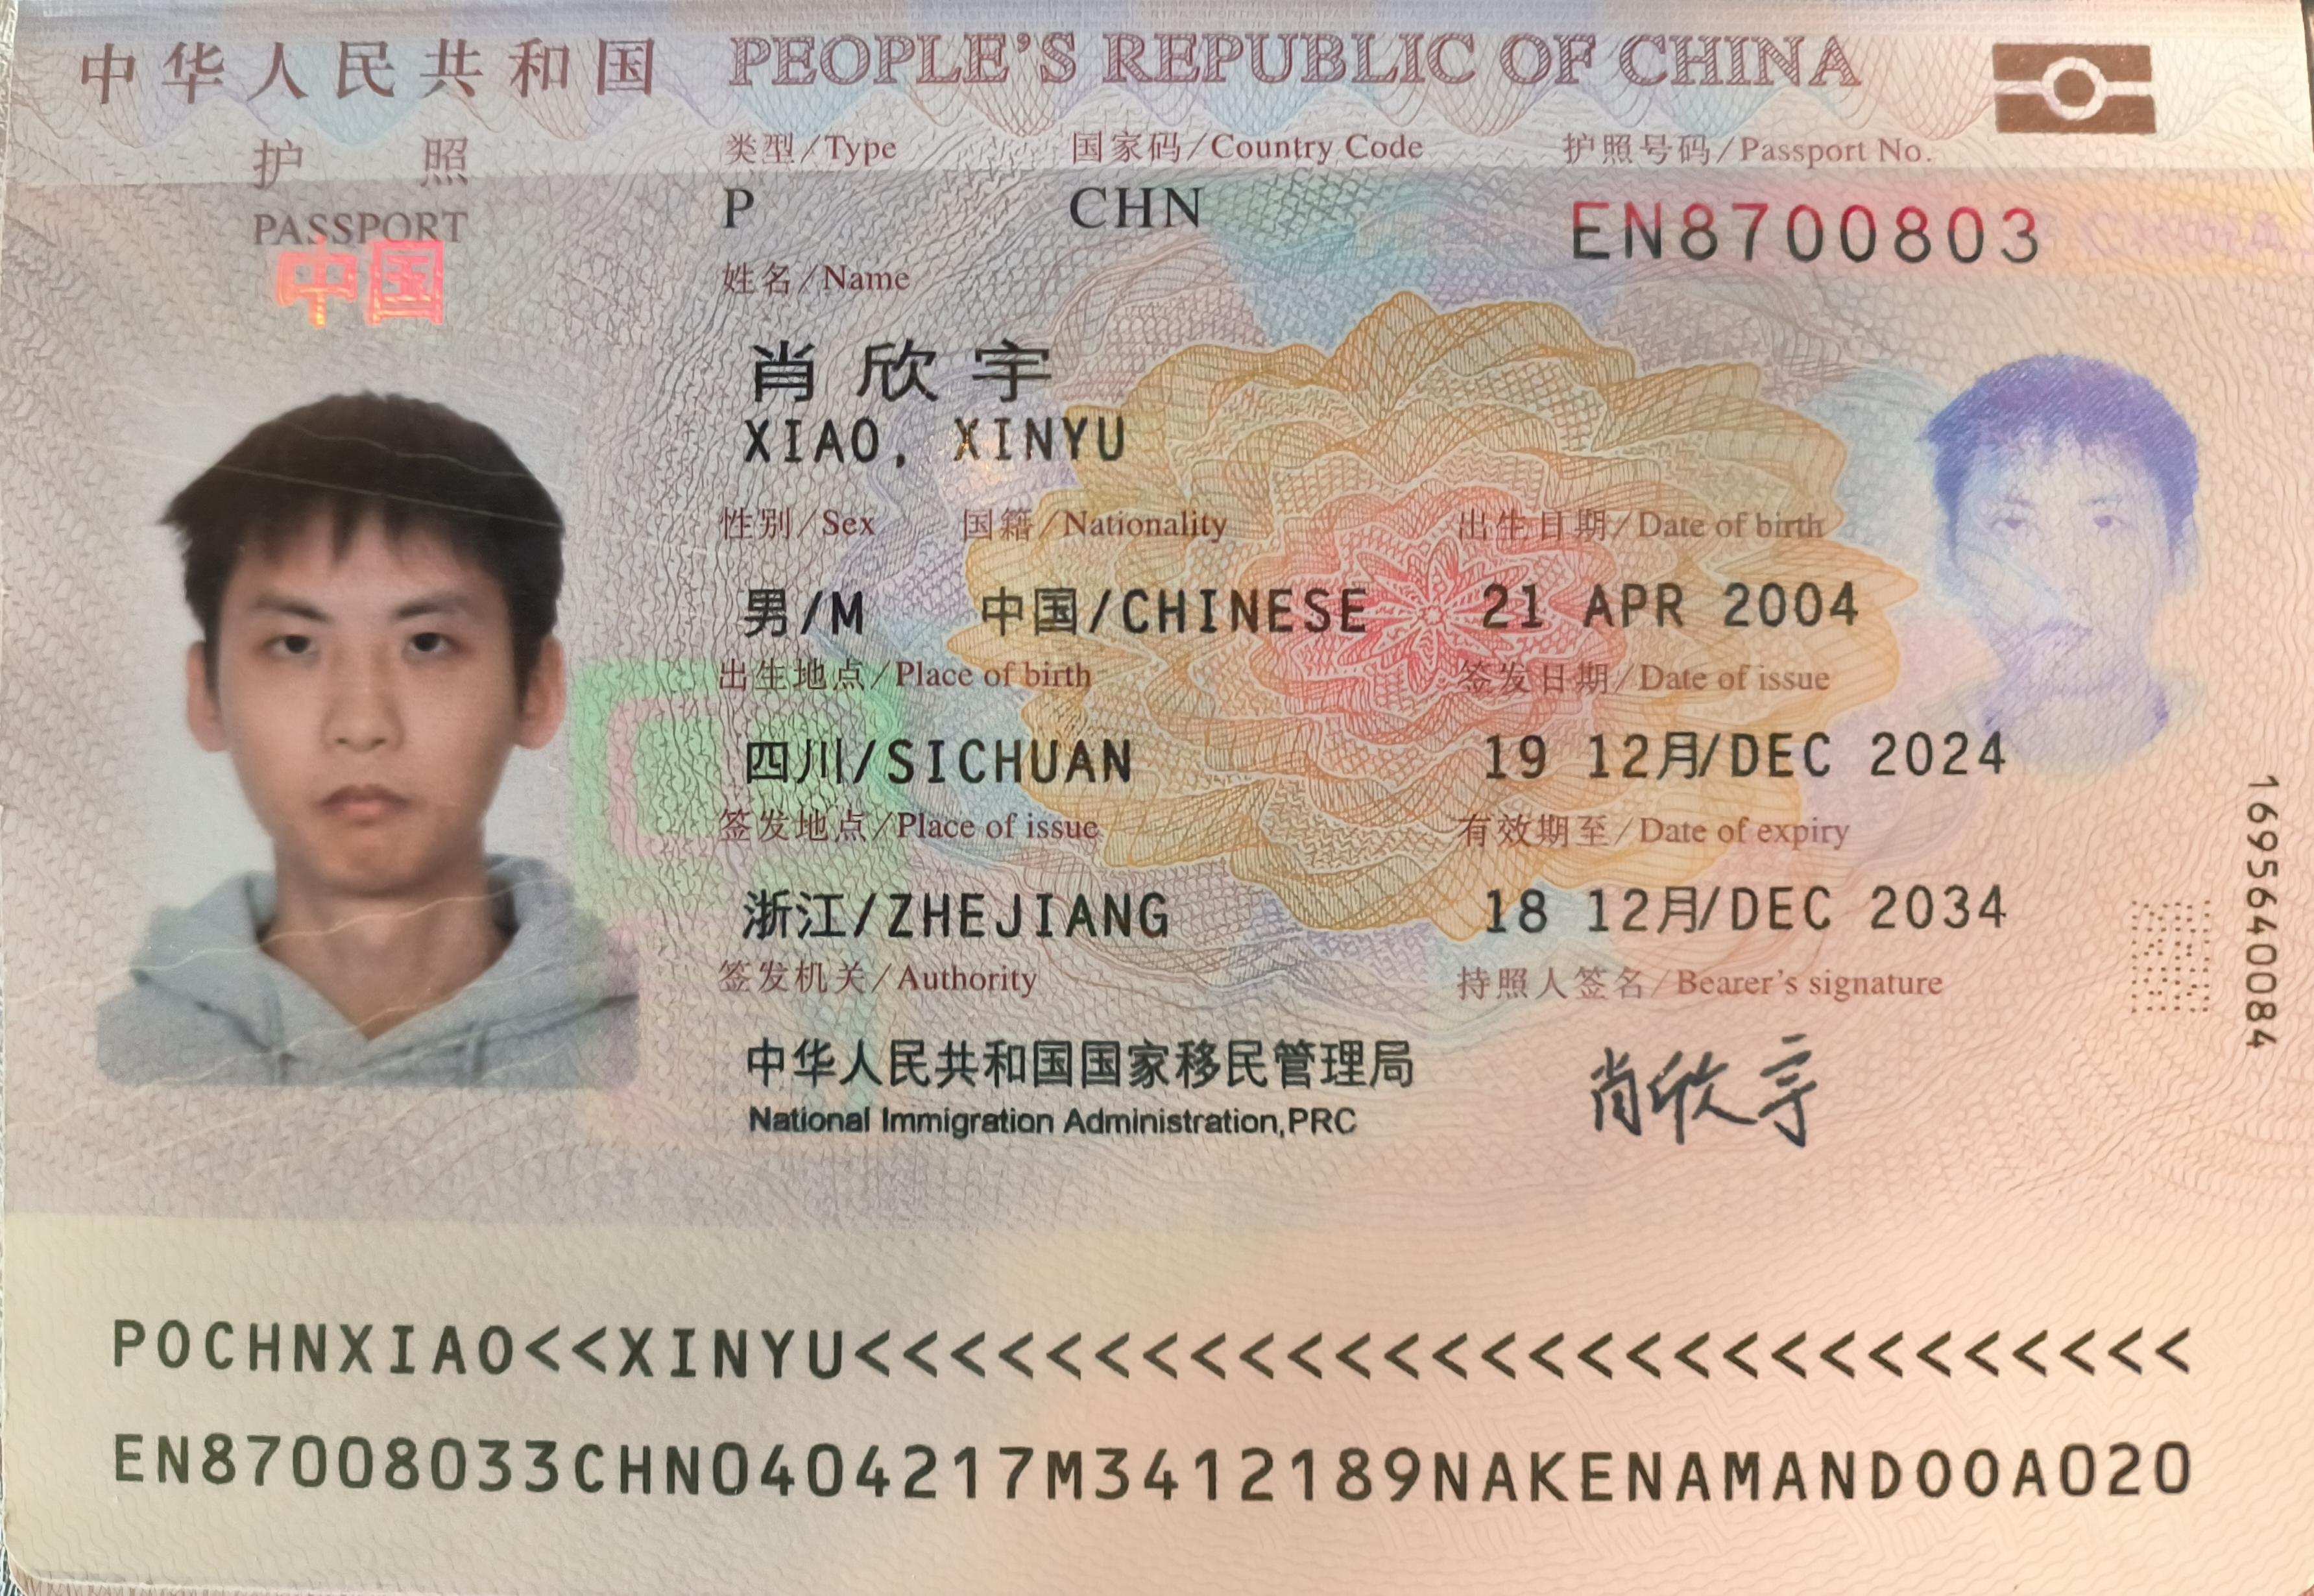 中华人民共和国 PEOPLE'S REPUBLIC OF CHINA
护照 类型/Type 国家码/Country Code 护照号码/Passport No.
PASSPORT P CHN EN8700803
中国
姓名/Name
肖欣宇
XIAO, XINYU
性别/Sex 国籍/Nationality 出生日期/Date of birth
男/M 中国/CHINESE 21 APR 2004
出生地点/Place of birth 签发日期/Date of issue
四川/SICHUAN 19 12月/DEC 2024
签发地点/Place of issue 有效期至/Date of expiry
浙江/ZHEJIANG 18 12月/DEC 2034
签发机关/Authority 持照人签名/Bearer's signature
中华人民共和国国家移民管理局 肖欣宇
National Immigration Administration,PRC
1695640084
POCHNXIAO<<XINYU<<<<<<<<<<<<<<<<<<<<<<<<<<<<
EN87008033CHN0404217M3412189NAKENAMANDOOA020